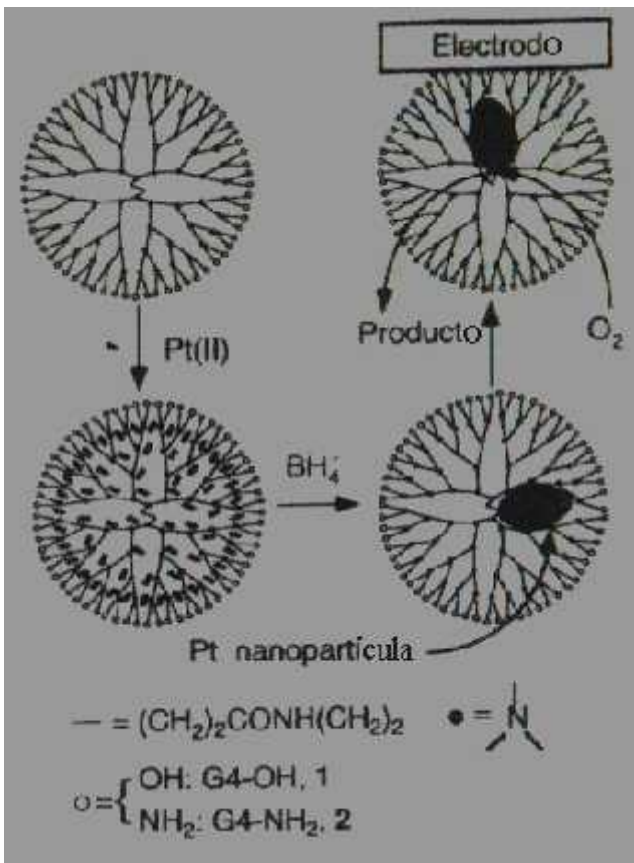 Electrodo
Producto
O₂
Pt(II)
BH₄⁻
Pt nanopartícula
— = (CH₂)₂CONH(CH₂)₂ ● = N
o = { OH: G4-OH, 1
NH₂: G4-NH₂, 2